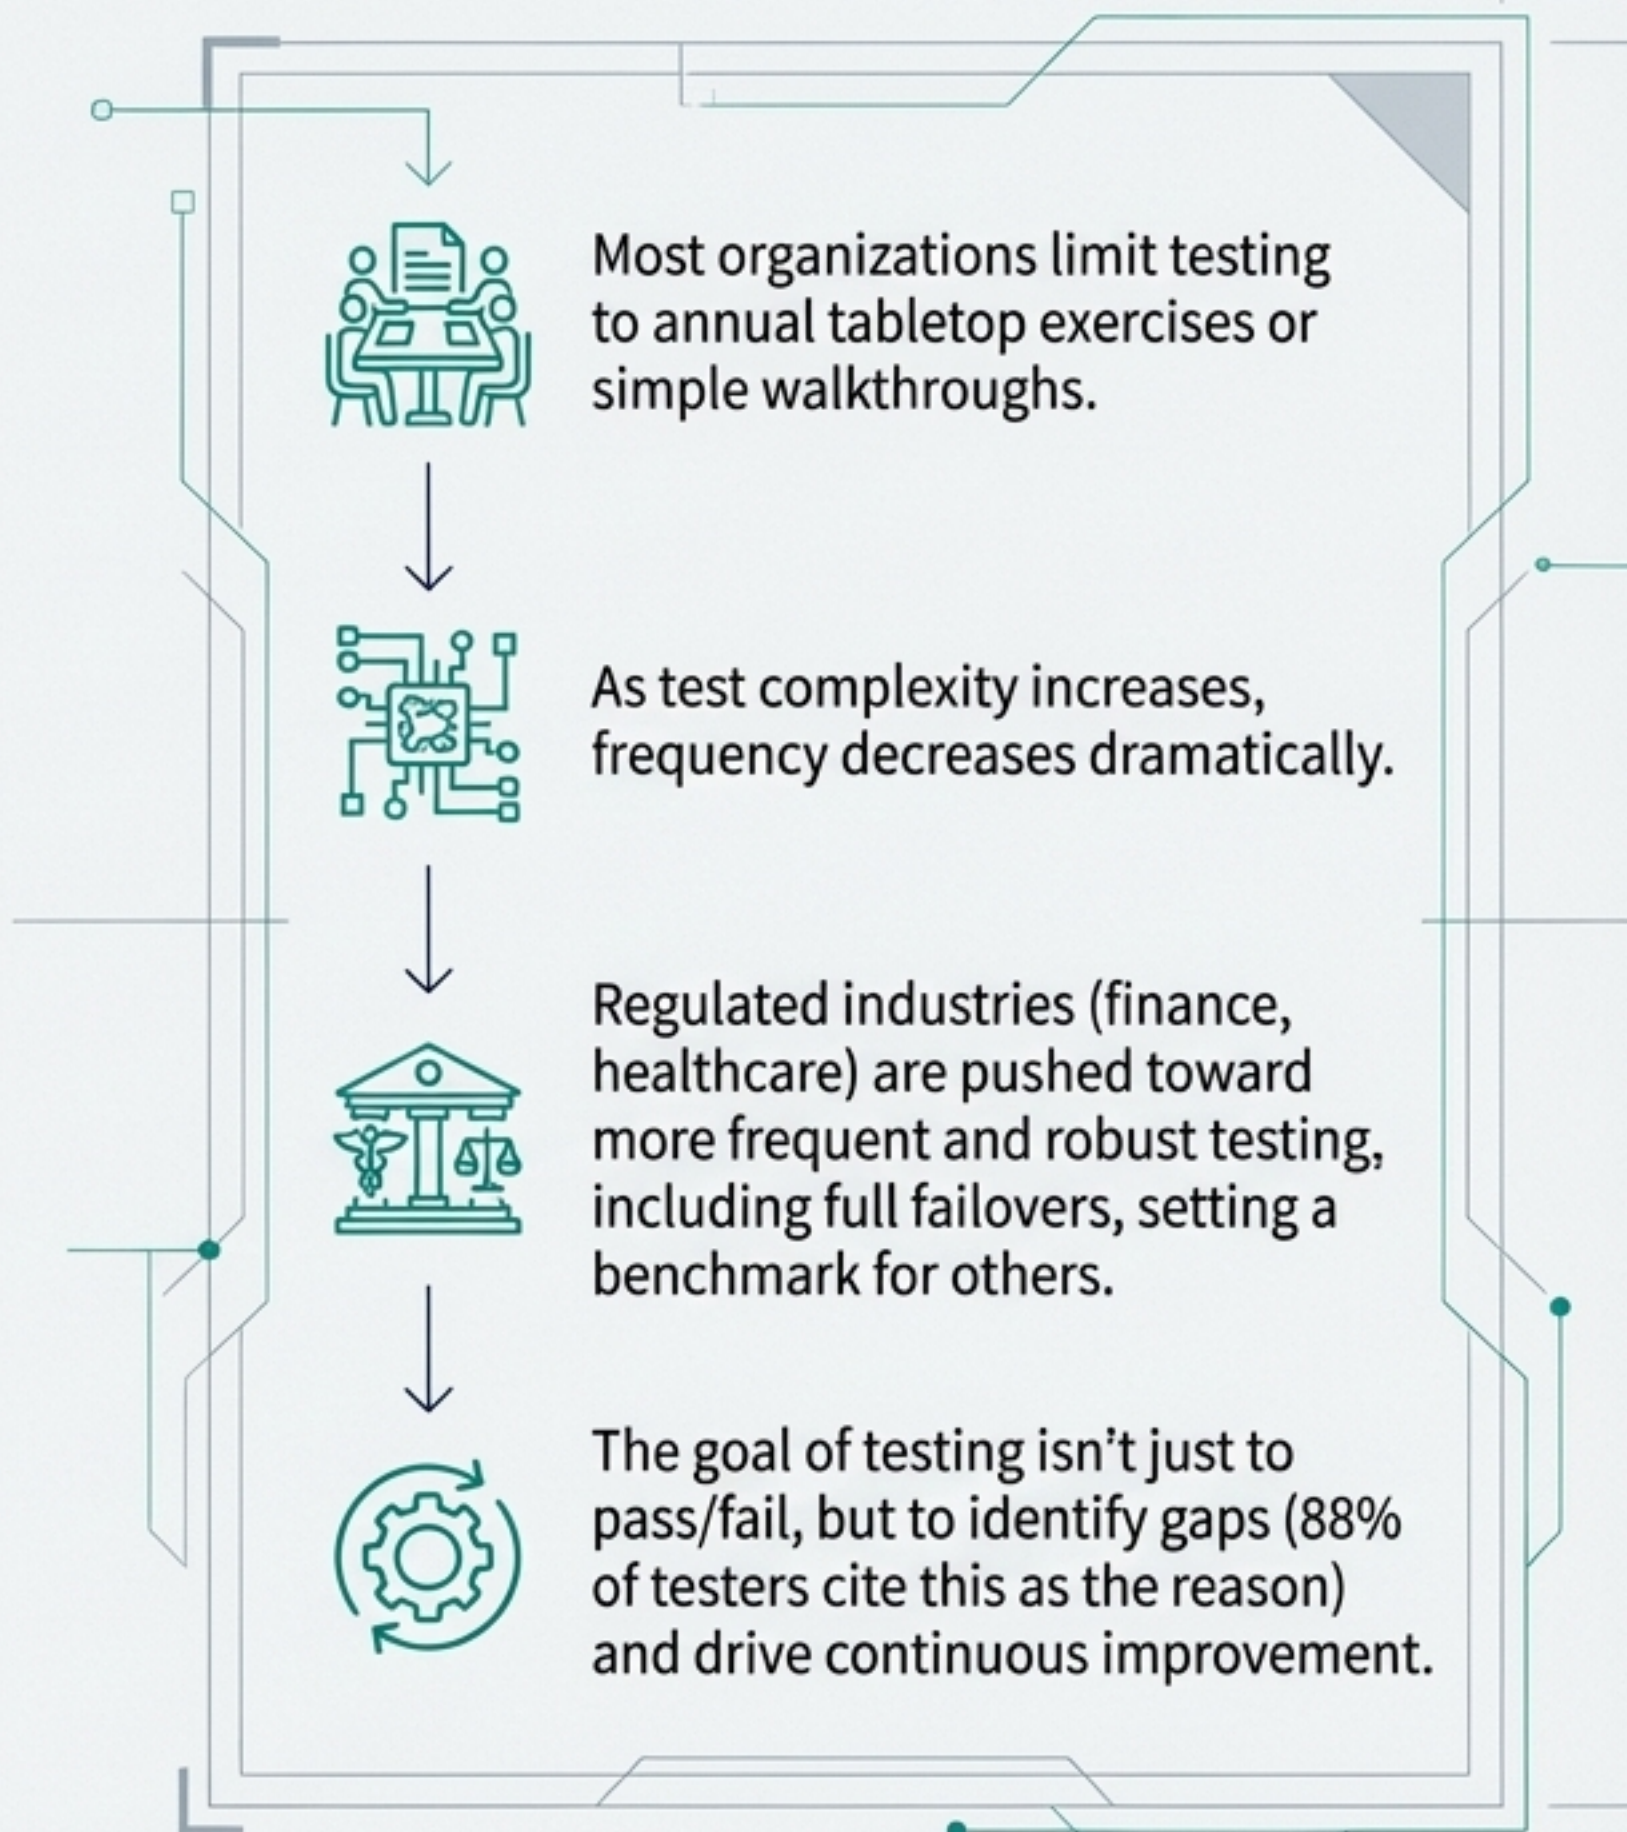 Most organizations limit testing
to annual tabletop exercises or
simple walkthroughs.
As test complexity increases,
frequency decreases dramatically.
Regulated industries (finance,
healthcare) are pushed toward
more frequent and robust testing,
including full failovers, setting a
benchmark for others.
The goal of testing isn’t just to
pass/fail, but to identify gaps (88%
of testers cite this as the reason)
and drive continuous improvement.